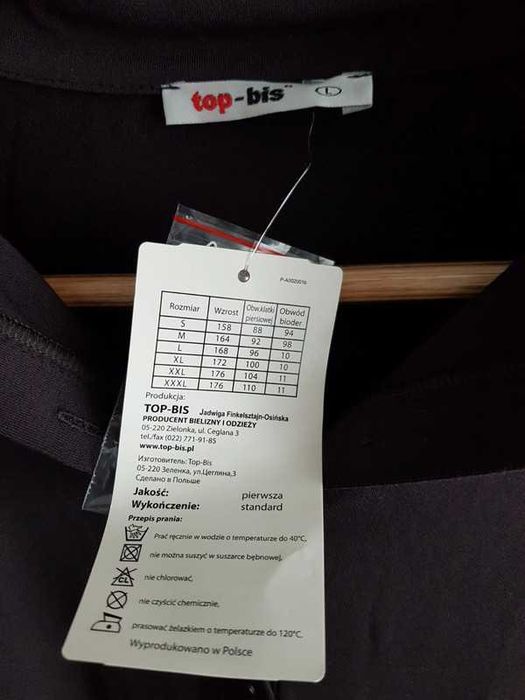 top-bis
L
P-A0020016
Rozmiar Wzrost Obw.klatki piersiowej Obwód bioder
S 158 88 94
M 164 92 98
L 168 96 10
XL 172 100 10
XXL 176 104 11
XXXL 176 110 11
Produkcja:
TOP-BIS Jadwiga Finkelsztajn-Osińska
PRODUCENT BIELIZNY I ODZIEŻY
05-220 Zielonka, ul. Ceglana 3
tel./fax (022) 771-91-85
www.top-bis.pl
Изготовитель: Top-Bis
05-220 Зеленка, ул.Цегляна,3
Сделано в Польше
Jakość: pierwsza
Wykończenie: standard
Przepis prania:
Prać ręcznie w wodzie o temperaturze do 40°C,
nie można suszyć w suszarce bębnowej,
CL nie chlorować,
nie czyścić chemicznie,
prasować żelazkiem o temperaturze do 120°C.
Wyprodukowano w Polsce